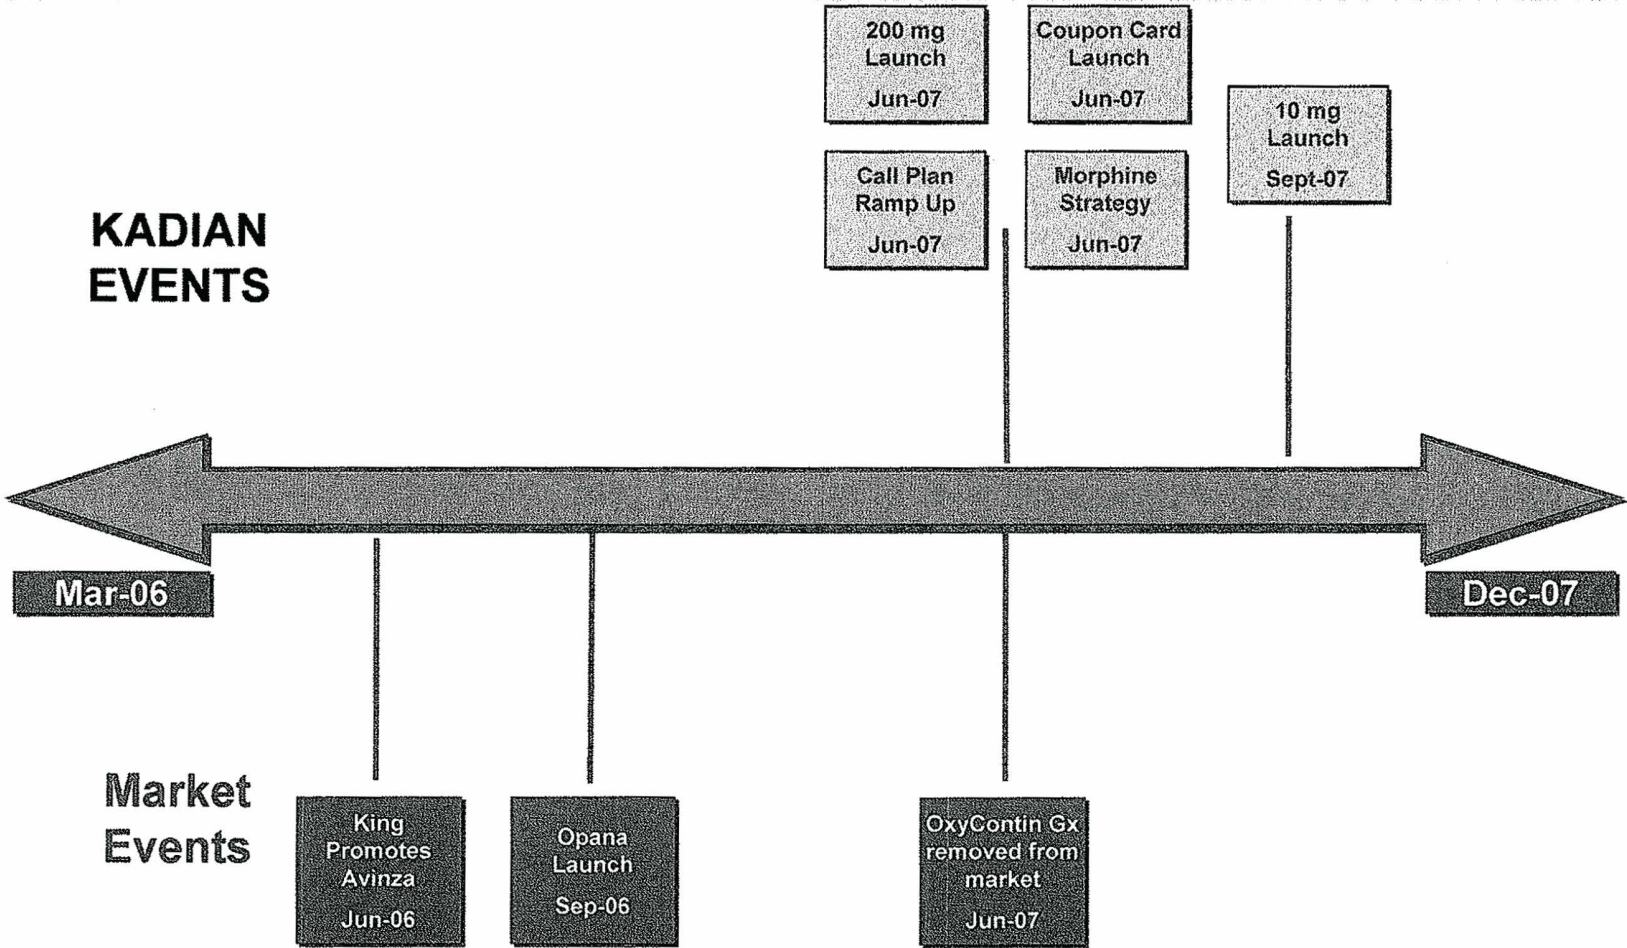 200 mg
Launch
Jun-07
Coupon Card
Launch
Jun-07
10 mg
Launch
Sept-07
Call Plan
Ramp Up
Jun-07
Morphine
Strategy
Jun-07
KADIAN
EVENTS
Mar-06
Dec-07
Market
Events
King
Promotes
Avinza
Jun-06
Opana
Launch
Sep-06
OxyContin Gx
removed from
market
Jun-07